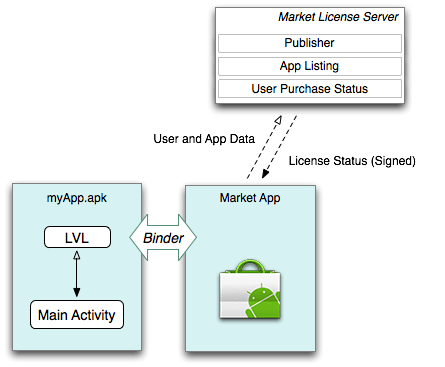 Market License Server
Publisher
App Listing
User Purchase Status
User and App Data
License Status (Signed)
myApp.apk
Market App
LVL
Binder
Main Activity